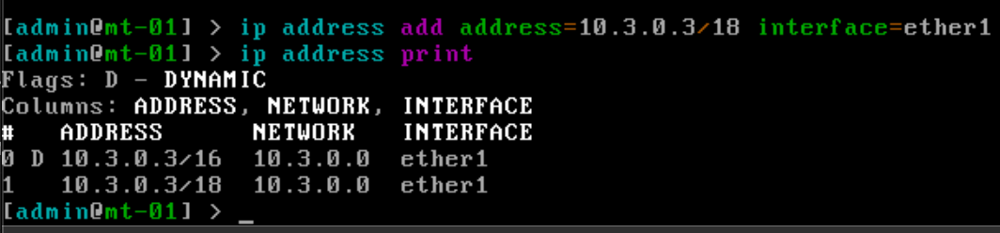 [admin@mt-01] > ip address add address=10.3.0.3/18 interface=ether1
[admin@mt-01] > ip address print
Flags: D - DYNAMIC
Columns: ADDRESS, NETWORK, INTERFACE
#   ADDRESS      NETWORK   INTERFACE
0 D 10.3.0.3/16  10.3.0.0  ether1
1   10.3.0.3/18  10.3.0.0  ether1
[admin@mt-01] > _